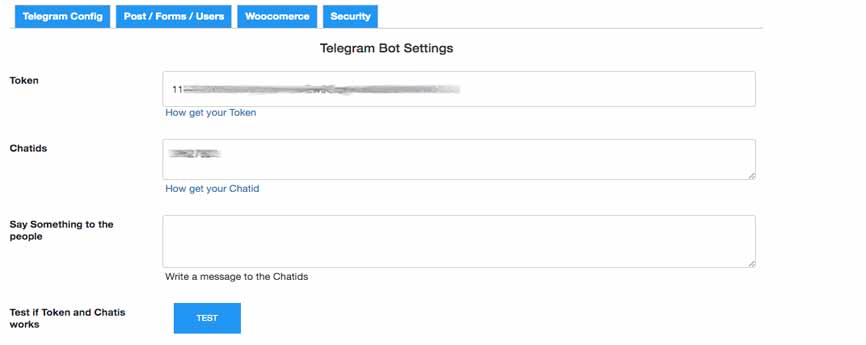 Telegram Config Post / Forms / Users Woocomerce Security
Telegram Bot Settings
Token
11
How get your Token
Chatids
How get your Chatid
Say Something to the
people
Write a message to the Chatids
Test if Token and Chatis
works
TEST